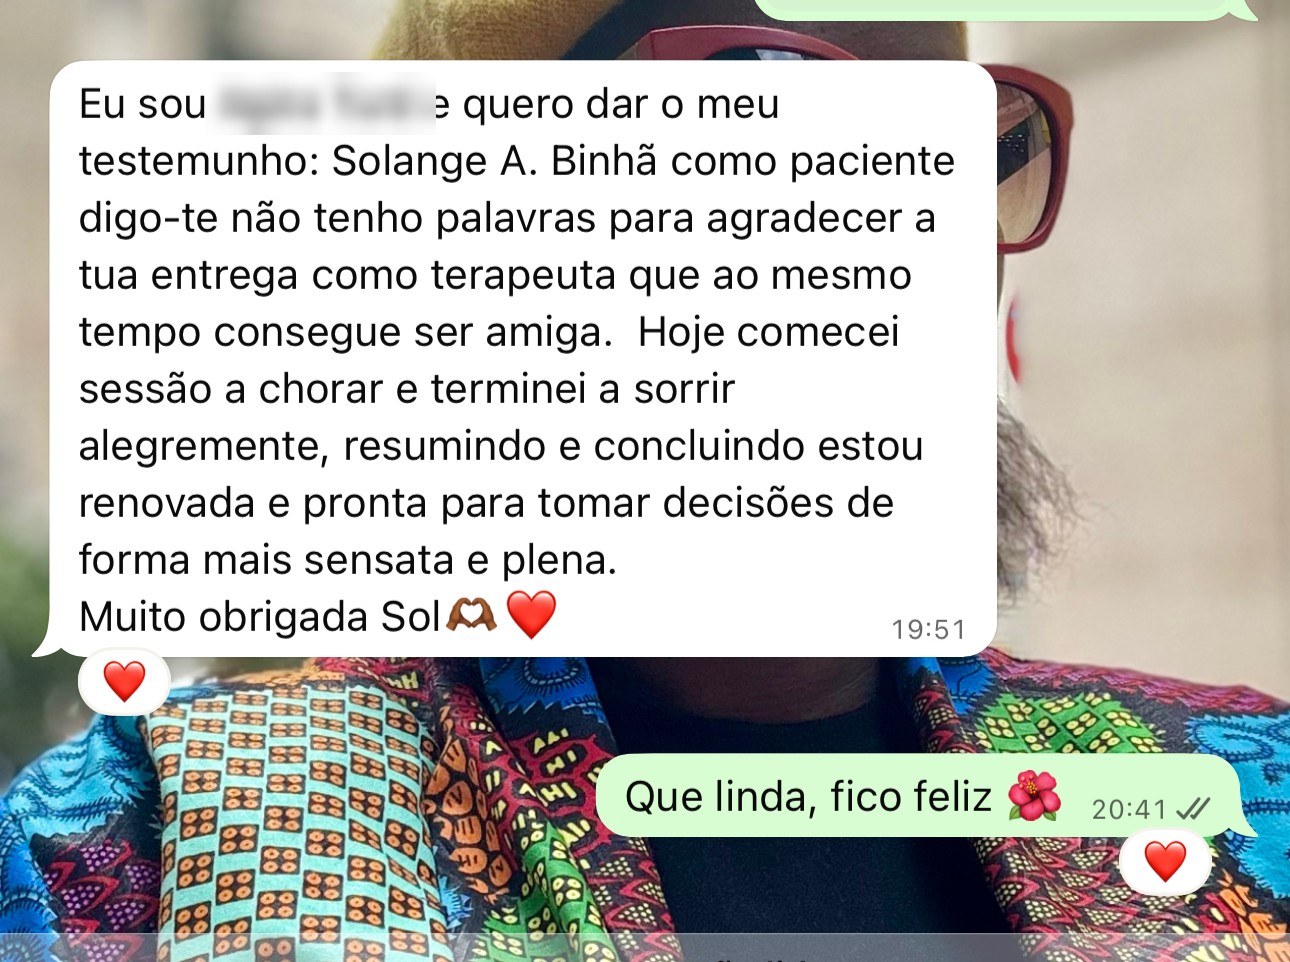 Eu sou e quero dar o meu
testemunho: Solange A. Binhã como paciente
digo-te não tenho palavras para agradecer a
tua entrega como terapeuta que ao mesmo
tempo consegue ser amiga.  Hoje comecei
sessão a chorar e terminei a sorrir
alegremente, resumindo e concluindo estou
renovada e pronta para tomar decisões de
forma mais sensata e plena.
Muito obrigada Sol🫶🏾❤️
19:51
❤️
Que linda, fico feliz 🌺
20:41
❤️